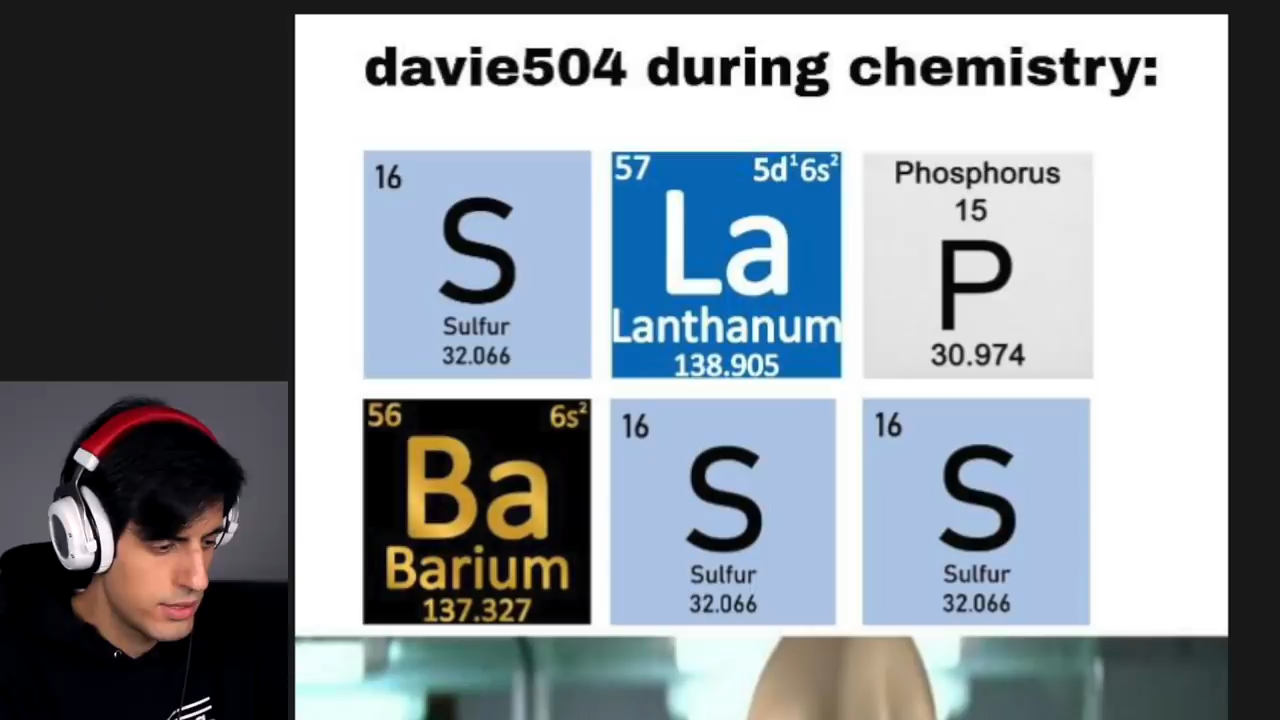 davie504 during chemistry:
16
S
Sulfur
32.066
57 5d¹6s²
La
Lanthanum
138.905
Phosphorus
15
P
30.974
56 6s²
Ba
Barium
137.327
16
S
Sulfur
32.066
16
S
Sulfur
32.066